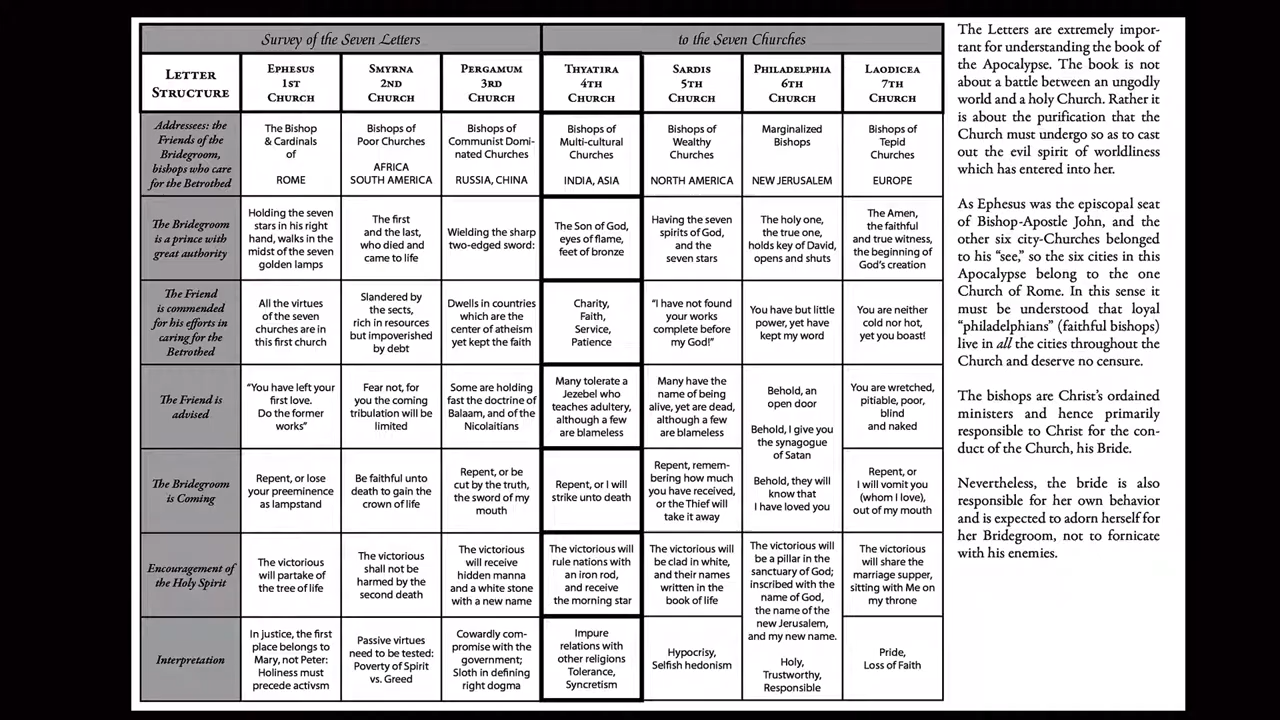 Survey of the Seven Letters
to the Seven Churches
LETTER
STRUCTURE
EPHESUS
1ST
CHURCH
SMYRNA
2ND
CHURCH
PERGAMUM
3RD
CHURCH
THYATIRA
4TH
CHURCH
SARDIS
5TH
CHURCH
PHILADELPHIA
6TH
CHURCH
LAODICEA
7TH
CHURCH
Addressees: the
Friends of the
Bridegroom,
bishops who care
for the Betrothed
The Bishop
& Cardinals
of
ROME
Bishops of
Poor Churches
AFRICA
SOUTH AMERICA
Bishops of
Communist Domi-
nated Churches
RUSSIA, CHINA
Bishops of
Multi-cultural
Churches
INDIA, ASIA
Bishops of
Wealthy
Churches
NORTH AMERICA
Marginalized
Bishops
NEW JERUSALEM
Bishops of
Tepid
Churches
EUROPE
The Bridegroom
is a prince with
great authority
Holding the seven
stars in his right
hand, walks in the
midst of the seven
golden lamps
The first
and the last,
who died and
came to life
Wielding the sharp
two-edged sword:
The Son of God,
eyes of flame,
feet of bronze
Having the seven
spirits of God,
and the
seven stars
The holy one,
the true one,
holds key of David,
opens and shuts
The Amen,
the faithful
and true witness,
the beginning of
God's creation
The Friend
is commended
for his efforts in
caring for the
Betrothed
All the virtues
of the seven
churches are in
this first church
Slandered by
the sects,
rich in resources
but impoverished
by debt
Dwells in countries
which are the
center of atheism
yet kept the faith
Charity,
Faith,
Service,
Patience
"I have not found
your works
complete before
my God!"
You have but little
power, yet have
kept my word
You are neither
cold nor hot,
yet you boast!
The Friend is
advised
"You have left your
first love.
Do the former
works"
Fear not, for
you the coming
tribulation will be
limited
Some are holding
fast the doctrine of
Balaam, and of the
Nicolaitians
Many tolerate a
Jezebel who
teaches adultery,
although a few
are blameless
Many have the
name of being
alive, yet are dead,
although a few
are blameless
Behold, an
open door
Behold, I give you
the synagogue
of Satan
Behold, they will
know that
I have loved you
You are wretched,
pitiable, poor,
blind
and naked
The Bridegroom
is Coming
Repent, or lose
your preeminence
as lampstand
Be faithful unto
death to gain the
crown of life
Repent, or be
cut by the truth,
the sword of my
mouth
Repent, or I will
strike unto death
Repent, remem-
bering how much
you have received,
or the Thief will
take it away
Repent, or
I will vomit you
(whom I love),
out of my mouth
Encouragement of
the Holy Spirit
The victorious
will partake of
the tree of life
The victorious
shall not be
harmed by the
second death
The victorious
will receive
hidden manna
and a white stone
with a new name
The victorious will
rule nations with
an iron rod,
and receive
the morning star
The victorious will
be clad in white,
and their names
written in the
book of life
The victorious will
be a pillar in the
sanctuary of God;
inscribed with the
name of God,
the name of the
new Jerusalem,
and my new name.
The victorious
will share the
marriage supper,
sitting with Me on
my throne
Interpretation
In justice, the first
place belongs to
Mary, not Peter:
Holiness must
precede activsm
Passive virtues
need to be tested:
Poverty of Spirit
vs. Greed
Cowardly com-
promise with the
government;
Sloth in defining
right dogma
Impure
relations with
other religions
Tolerance,
Syncretism
Hypocrisy,
Selfish hedonism
Holy,
Trustworthy,
Responsible
Pride,
Loss of Faith
The Letters are extremely impor-
tant for understanding the book of
the Apocalypse. The book is not
about a battle between an ungodly
world and a holy Church. Rather it
is about the purification that the
Church must undergo so as to cast
out the evil spirit of worldliness
which has entered into her.
As Ephesus was the episcopal seat
of Bishop-Apostle John, and the
other six city-Churches belonged
to his "see," so the six cities in this
Apocalypse belong to the one
Church of Rome. In this sense it
must be understood that loyal
"philadelphians" (faithful bishops)
live in all the cities throughout the
Church and deserve no censure.
The bishops are Christ's ordained
ministers and hence primarily
responsible to Christ for the con-
duct of the Church, his Bride.
Nevertheless, the bride is also
responsible for her own behavior
and is expected to adorn herself for
her Bridegroom, not to fornicate
with his enemies.